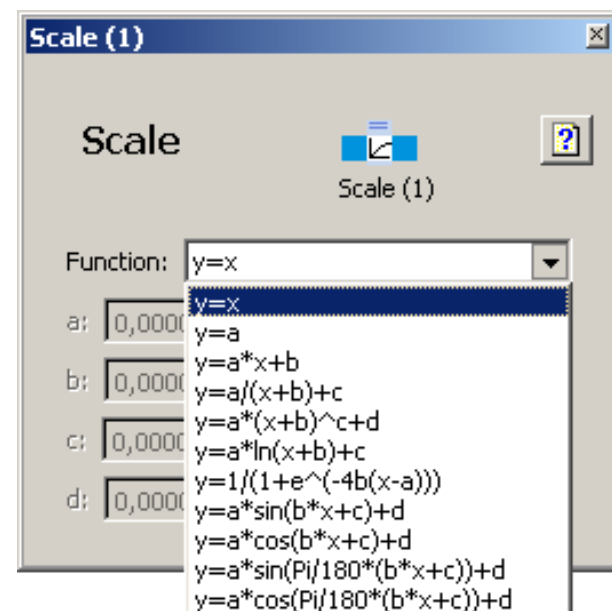 Scale (1)
Scale
Scale (1)
Function: y=x
y=x
a: 0,0000
y=a
y=a*x+b
b: 0,0000
y=a/(x+b)+c
y=a*(x+b)^c+d
c: 0,0000
y=a*ln(x+b)+c
y=1/(1+e^(-4b(x-a)))
d: 0,0000
y=a*sin(b*x+c)+d
y=a*cos(b*x+c)+d
y=a*sin(Pi/180*(b*x+c))+d
y=a*cos(Pi/180*(b*x+c))+d